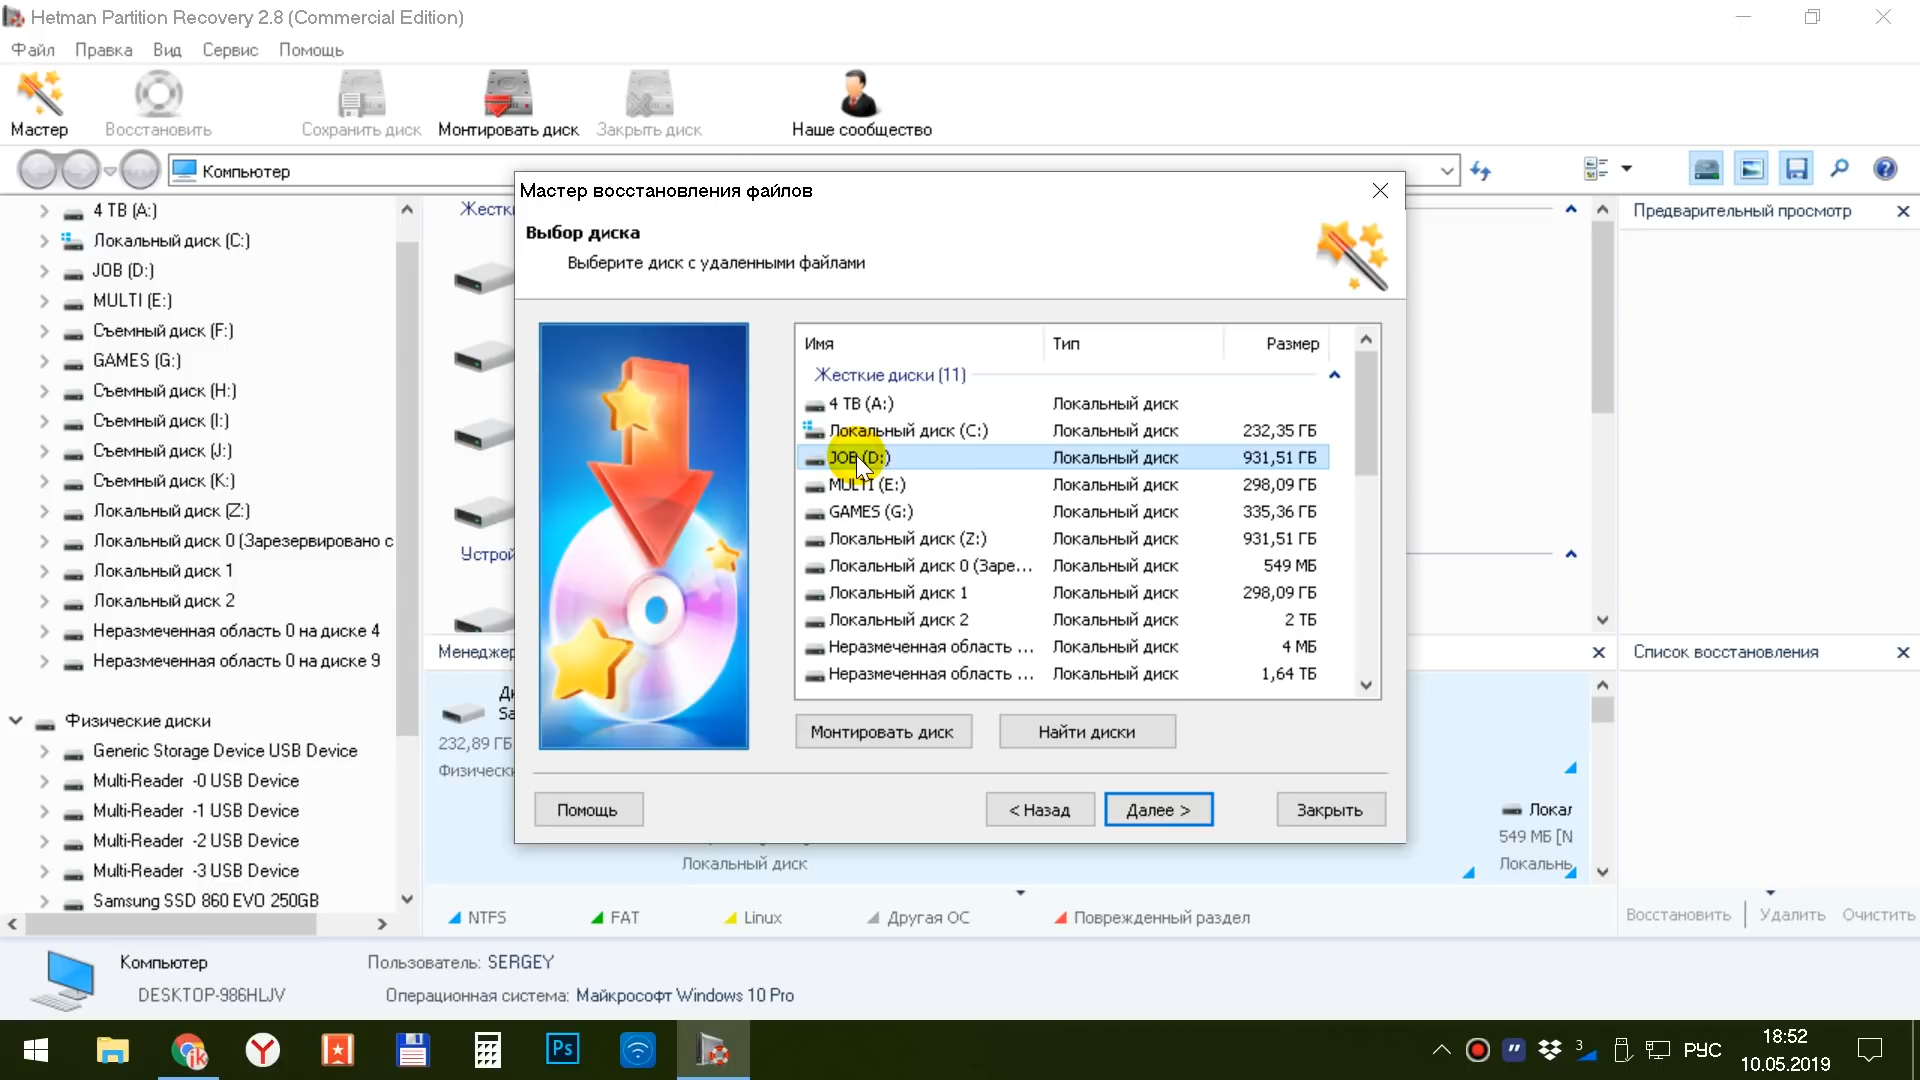 Hetman Partition Recovery 2.8 (Commercial Edition)
Файл Правка Вид Сервис Помощь
Мастер Восстановить Сохранить диск Монтировать диск Закрыть диск Наше сообщество
Компьютер
4 TB (A:)
Локальный диск (C:)
JOB (D:)
MULTI (E:)
Съемный диск (F:)
GAMES (G:)
Съемный диск (H:)
Съемный диск (I:)
Съемный диск (J:)
Съемный диск (K:)
Локальный диск (Z:)
Локальный диск 0 (Зарезервировано с
Локальный диск 1
Локальный диск 2
Неразмеченная область 0 на диске 4
Неразмеченная область 0 на диске 9
Физические диски
Generic Storage Device USB Device
Multi-Reader -0 USB Device
Multi-Reader -1 USB Device
Multi-Reader -2 USB Device
Multi-Reader -3 USB Device
Samsung SSD 860 EVO 250GB
Жестки
Устрой
Менеджер
Ди
Sa
232,89 ГБ
Физически
Мастер восстановления файлов
Выбор диска
Выберите диск с удаленными файлами
Имя Тип Размер
Жесткие диски (11)
4 TB (A:) Локальный диск
Локальный диск (C:) Локальный диск 232,35 ГБ
JOB (D:) Локальный диск 931,51 ГБ
MULTI (E:) Локальный диск 298,09 ГБ
GAMES (G:) Локальный диск 335,36 ГБ
Локальный диск (Z:) Локальный диск 931,51 ГБ
Локальный диск 0 (Заре... Локальный диск 549 МБ
Локальный диск 1 Локальный диск 298,09 ГБ
Локальный диск 2 Локальный диск 2 ТБ
Неразмеченная область ... Локальный диск 4 МБ
Неразмеченная область ... Локальный диск 1,64 ТБ
Монтировать диск Найти диски
Помощь < Назад Далее > Закрыть
Локальный диск
Локал
549 МБ [N
Локальнь
NTFS FAT Linux Другая ОС Поврежденный раздел
Предварительный просмотр
Список восстановления
Восстановить Удалить Очистить
Компьютер Пользователь: SERGEY
DESKTOP-986HLJV Операционная система: Майкрософт Windows 10 Pro
Ps
3
РУС
18:52
10.05.2019